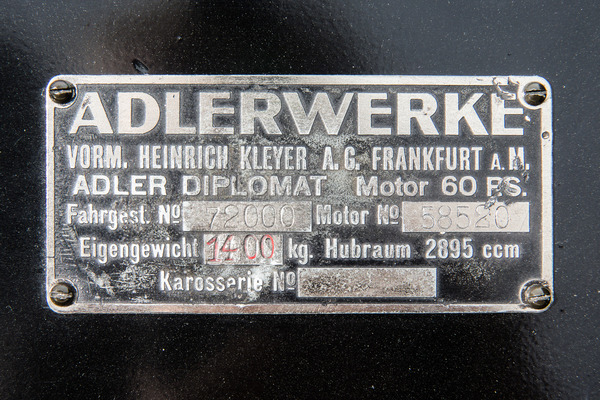 ADLERWERKE
VORM. HEINRICH KLEYER A.G. FRANKFURT A.M.
ADLER DIPLOMAT Motor 60 P.S.
Fahrgest. No 72000 Motor No 58520
Eigengewicht 1400 kg. Hubraum 2895 ccm
Karosserie No